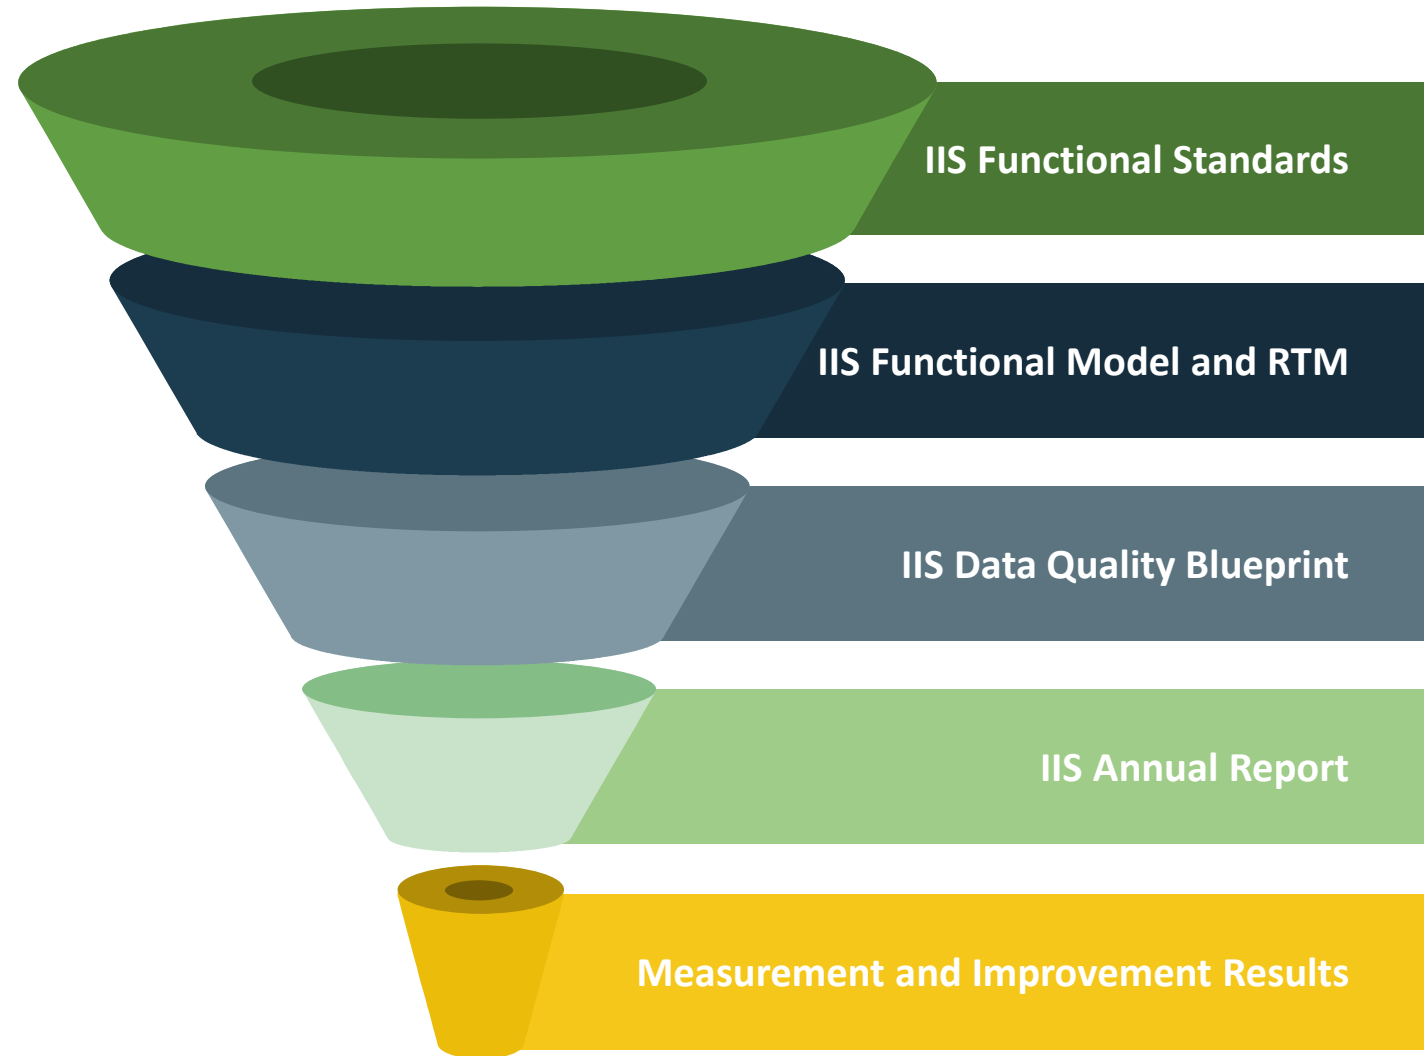 IIS Functional Standards
IIS Functional Model and RTM
IIS Data Quality Blueprint
IIS Annual Report
Measurement and Improvement Results